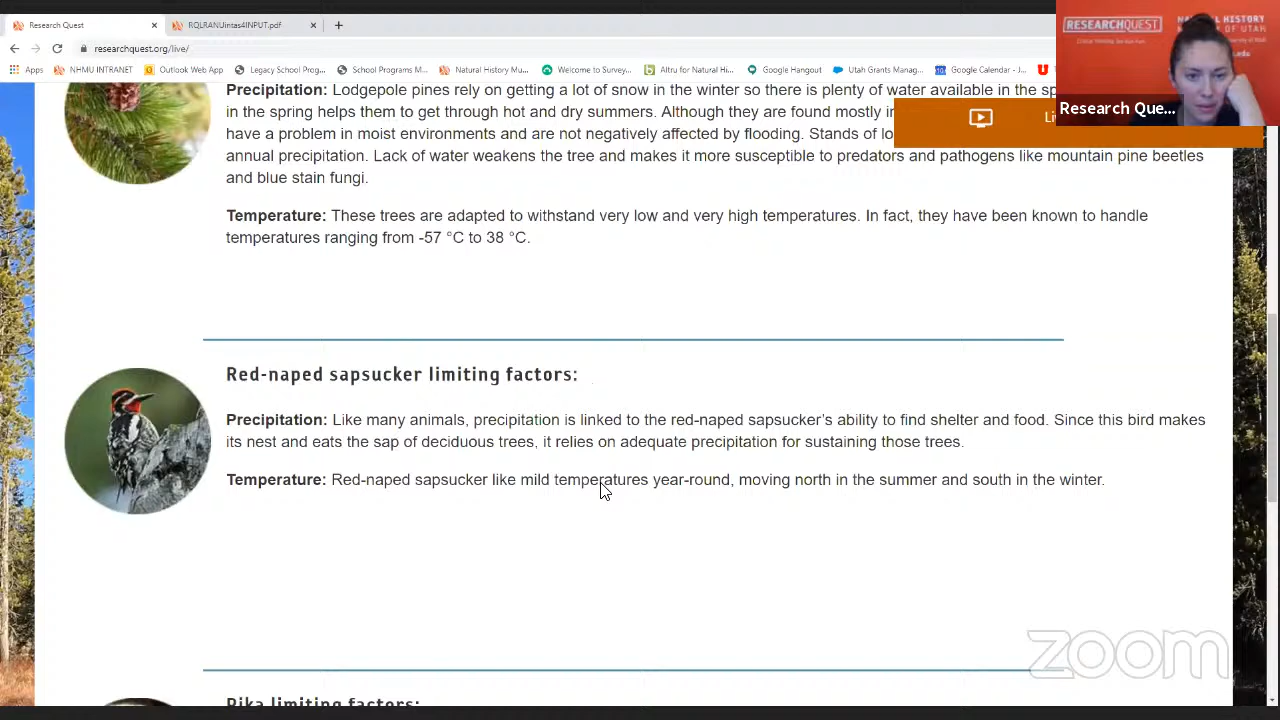 Research Quest
RQLRANUintas4INPUT.pdf
RESEARCHQUEST
researchquest.org/live/
Apps
NHMU INTRANET
Outlook Web App
Legacy School Prog...
School Programs M...
Natural History Mu...
Welcome to Survey...
Altru for Natural Hi...
Google Hangout
Utah Grants Manag...
Google Calendar - J...
Research Que...
Precipitation: Lodgepole pines rely on getting a lot of snow in the winter so there is plenty of water available in the sp
in the spring helps them to get through hot and dry summers. Although they are found mostly in
have a problem in moist environments and are not negatively affected by flooding. Stands of lo
annual precipitation. Lack of water weakens the tree and makes it more susceptible to predators and pathogens like mountain pine beetles
and blue stain fungi.
Temperature: These trees are adapted to withstand very low and very high temperatures. In fact, they have been known to handle
temperatures ranging from -57 °C to 38 °C.
Red-naped sapsucker limiting factors:
Precipitation: Like many animals, precipitation is linked to the red-naped sapsucker's ability to find shelter and food. Since this bird makes
its nest and eats the sap of deciduous trees, it relies on adequate precipitation for sustaining those trees.
Temperature: Red-naped sapsucker like mild temperatures year-round, moving north in the summer and south in the winter.
zoom
Pika limiting factors: